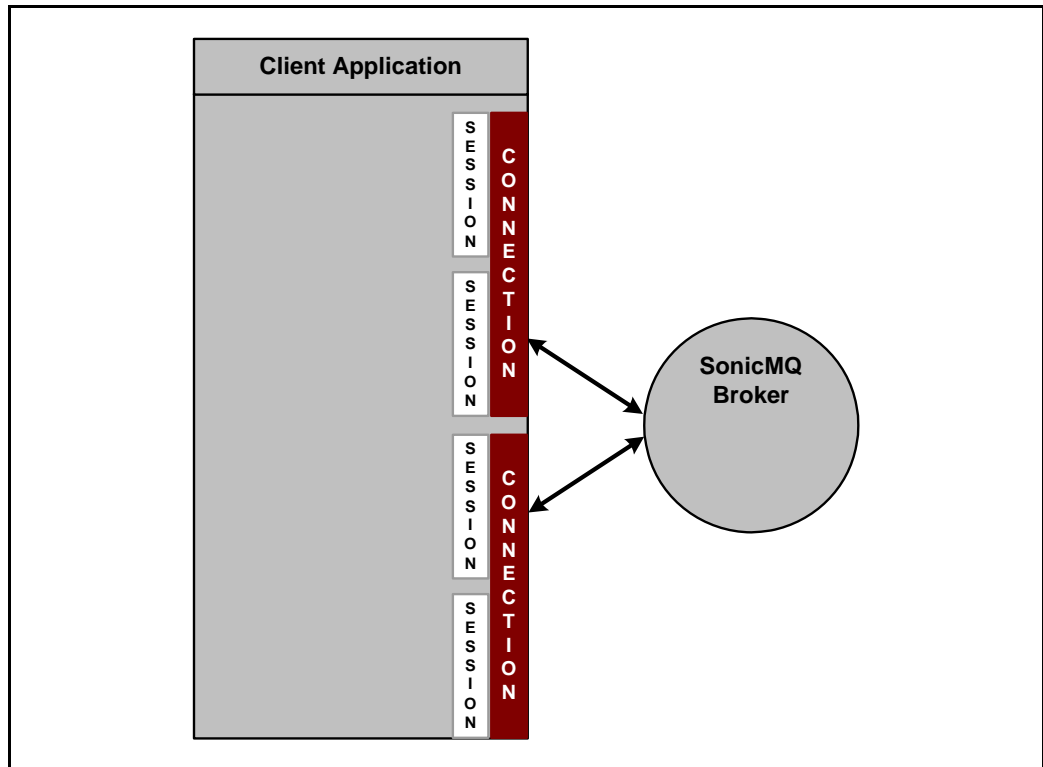 Client Application
SESSION
CONNECTION
SESSION
SonicMQ
Broker
SESSION
CONNECTION
SESSION